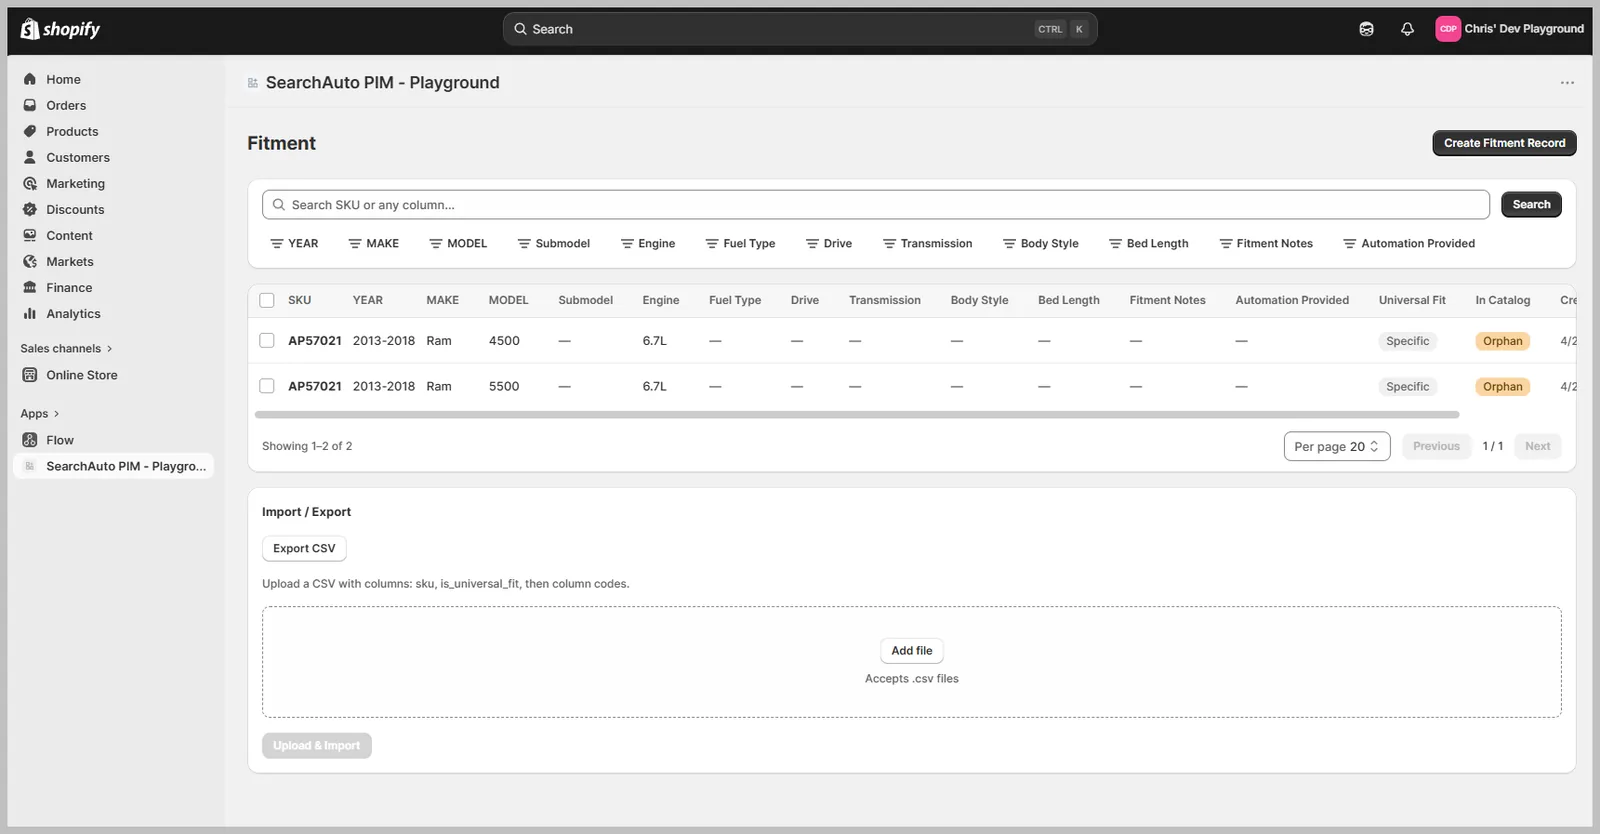 shopify
Search CTRL K
CDP Chris' Dev Playground
Home
Orders
Products
Customers
Marketing
Discounts
Content
Markets
Finance
Analytics
Sales channels
Online Store
Apps
Flow
SearchAuto PIM - Playgro...
SearchAuto PIM - Playground
Fitment
Create Fitment Record
Search SKU or any column...
Search
YEAR MAKE MODEL Submodel Engine Fuel Type Drive Transmission Body Style Bed Length Fitment Notes Automation Provided
SKU YEAR MAKE MODEL Submodel Engine Fuel Type Drive Transmission Body Style Bed Length Fitment Notes Automation Provided Universal Fit In Catalog Cre
AP57021 2013-2018 Ram 4500 — 6.7L — — — — — — — Specific Orphan 4/2
AP57021 2013-2018 Ram 5500 — 6.7L — — — — — — — Specific Orphan 4/2
Showing 1–2 of 2
Per page 20 Previous 1 / 1 Next
Import / Export
Export CSV
Upload a CSV with columns: sku, is_universal_fit, then column codes.
Add file
Accepts .csv files
Upload & Import